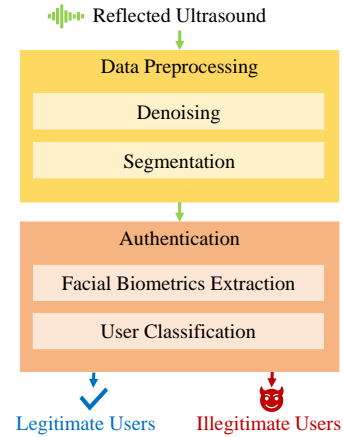 Reflected Ultrasound
Data Preprocessing
Denoising
Segmentation
Authentication
Facial Biometrics Extraction
User Classification
Legitimate Users
Illegitimate Users